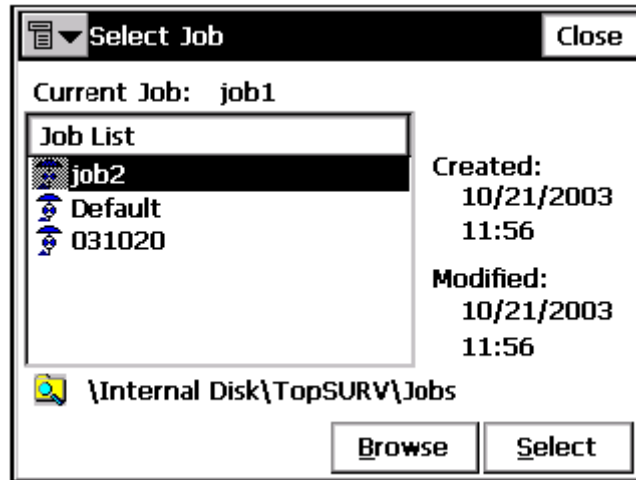 Select Job
Close
Current Job: job1
Job List
job2
Default
031020
Created:
10/21/2003
11:56
Modified:
10/21/2003
11:56
\Internal Disk\TopSURV\Jobs
Browse
Select